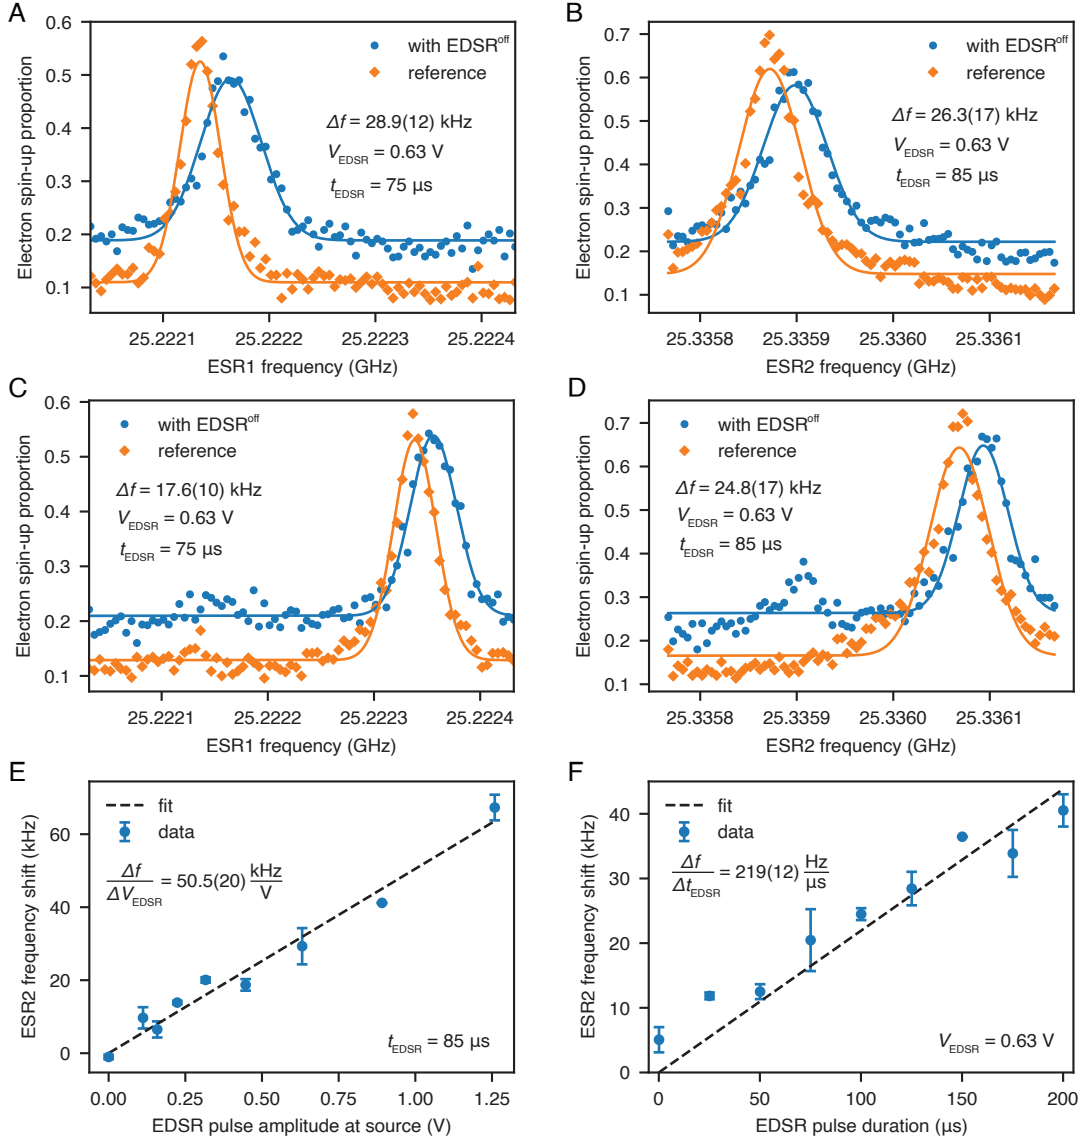 A
0.6
0.5
0.4
0.3
0.2
0.1
Electron spin-up proportion
with EDSR^off
reference
Δf = 28.9(12) kHz
V_EDSR = 0.63 V
t_EDSR = 75 µs
25.2221 25.2222 25.2223 25.2224
ESR1 frequency (GHz)
B
0.7
0.6
0.5
0.4
0.3
0.2
0.1
Electron spin-up proportion
with EDSR^off
reference
Δf = 26.3(17) kHz
V_EDSR = 0.63 V
t_EDSR = 85 µs
25.3358 25.3359 25.3360 25.3361
ESR2 frequency (GHz)
C
0.6
0.5
0.4
0.3
0.2
0.1
Electron spin-up proportion
with EDSR^off
reference
Δf = 17.6(10) kHz
V_EDSR = 0.63 V
t_EDSR = 75 µs
25.2221 25.2222 25.2223 25.2224
ESR1 frequency (GHz)
D
0.7
0.6
0.5
0.4
0.3
0.2
0.1
Electron spin-up proportion
with EDSR^off
reference
Δf = 24.8(17) kHz
V_EDSR = 0.63 V
t_EDSR = 85 µs
25.3358 25.3359 25.3360 25.3361
ESR2 frequency (GHz)
E
60
40
20
0
ESR2 frequency shift (kHz)
fit
data
Δf/ΔV_EDSR = 50.5(20) kHz/V
t_EDSR = 85 µs
0.00 0.25 0.50 0.75 1.00 1.25
EDSR pulse amplitude at source (V)
F
40
30
20
10
0
ESR2 frequency shift (kHz)
fit
data
Δf/Δt_EDSR = 219(12) Hz/µs
V_EDSR = 0.63 V
0 50 100 150 200
EDSR pulse duration (µs)